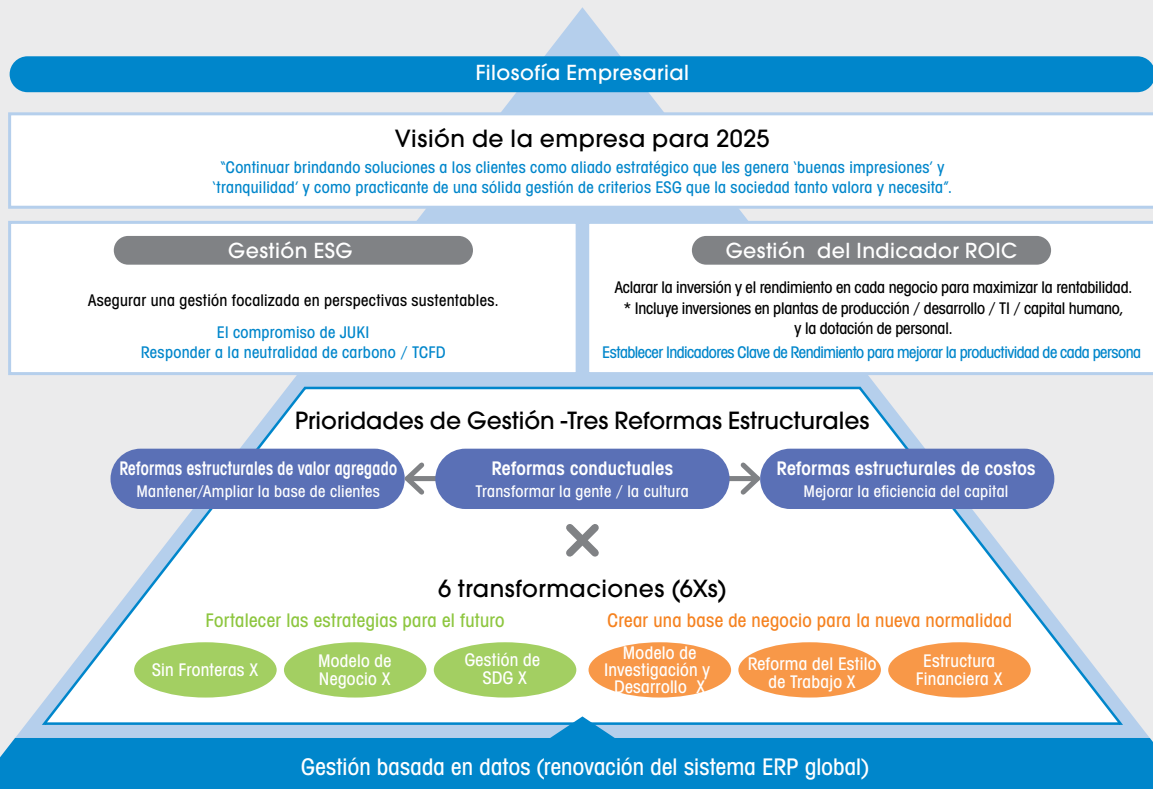 Filosofía Empresarial
Visión de la empresa para 2025
"Continuar brindando soluciones a los clientes como aliado estratégico que les genera 'buenas impresiones' y
'tranquilidad' y como practicante de una sólida gestión de criterios ESG que la sociedad tanto valora y necesita".
Gestión ESG
Asegurar una gestión focalizada en perspectivas sustentables.
El compromiso de JUKI
Responder a la neutralidad de carbono / TCFD
Gestión del Indicador ROIC
Aclarar la inversión y el rendimiento en cada negocio para maximizar la rentabilidad.
* Incluye inversiones en plantas de producción / desarrollo / TI / capital humano,
y la dotación de personal.
Establecer Indicadores Clave de Rendimiento para mejorar la productividad de cada persona
Prioridades de Gestión -Tres Reformas Estructurales
Reformas estructurales de valor agregado
Mantener/Ampliar la base de clientes
Reformas conductuales
Transformar la gente / la cultura
Reformas estructurales de costos
Mejorar la eficiencia del capital
6 transformaciones (6Xs)
Fortalecer las estrategias para el futuro
Sin Fronteras X
Modelo de
Negocio X
Gestión de
SDG X
Crear una base de negocio para la nueva normalidad
Modelo de
Investigación y
Desarrollo X
Reforma del Estilo
de Trabajo X
Estructura
Financiera X
Gestión basada en datos (renovación del sistema ERP global)